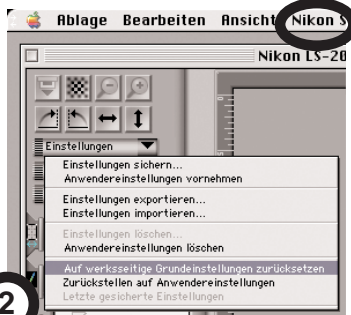 Ablage Bearbeiten Ansicht Nikon S
Nikon LS-20
Einstellungen
Einstellungen sichern...
Anwendereinstellungen vornehmen
Einstellungen exportieren...
Einstellungen importieren...
Einstellungen löschen...
Anwendereinstellungen löschen
Auf werksseitige Grundeinstellungen zurücksetzen
Zurückstellen auf Anwendereinstellungen
Letzte gesicherte Einstellungen
2